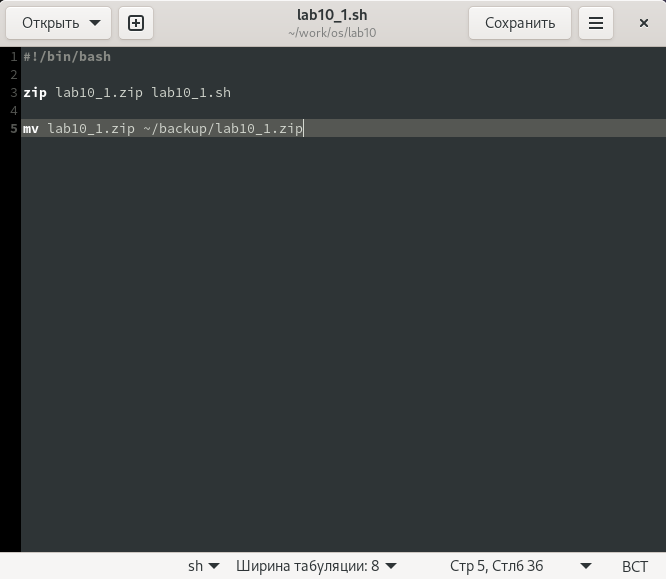 Открыть
lab10_1.sh
~/work/os/lab10
Сохранить
1 #!/bin/bash
2
3 zip lab10_1.zip lab10_1.sh
4
5 mv lab10_1.zip ~/backup/lab10_1.zip
sh Ширина табуляции: 8 Стр 5, Стлб 36 ВСТ